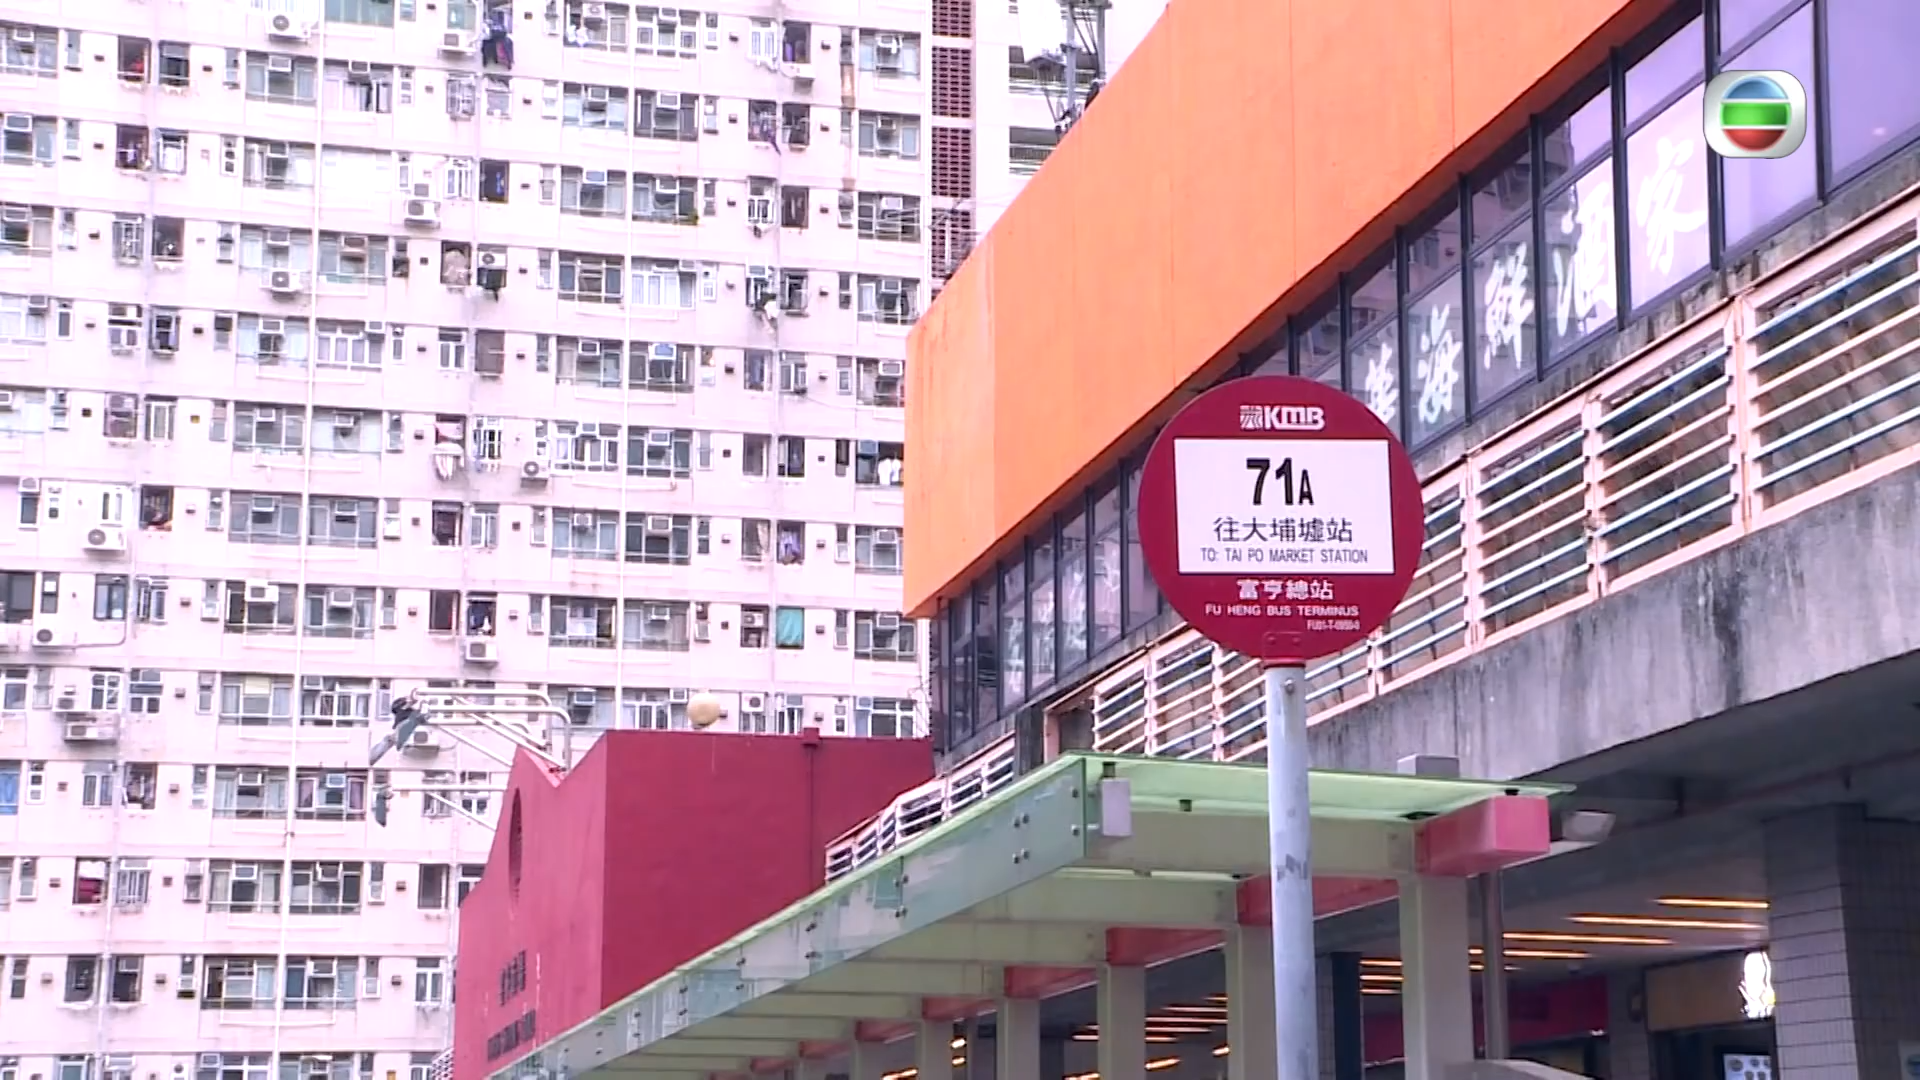 海鮮酒家
KMB
71A
往大埔墟站
TO: TAI PO MARKET STATION
富亨總站
FU HENG BUS TERMINUS